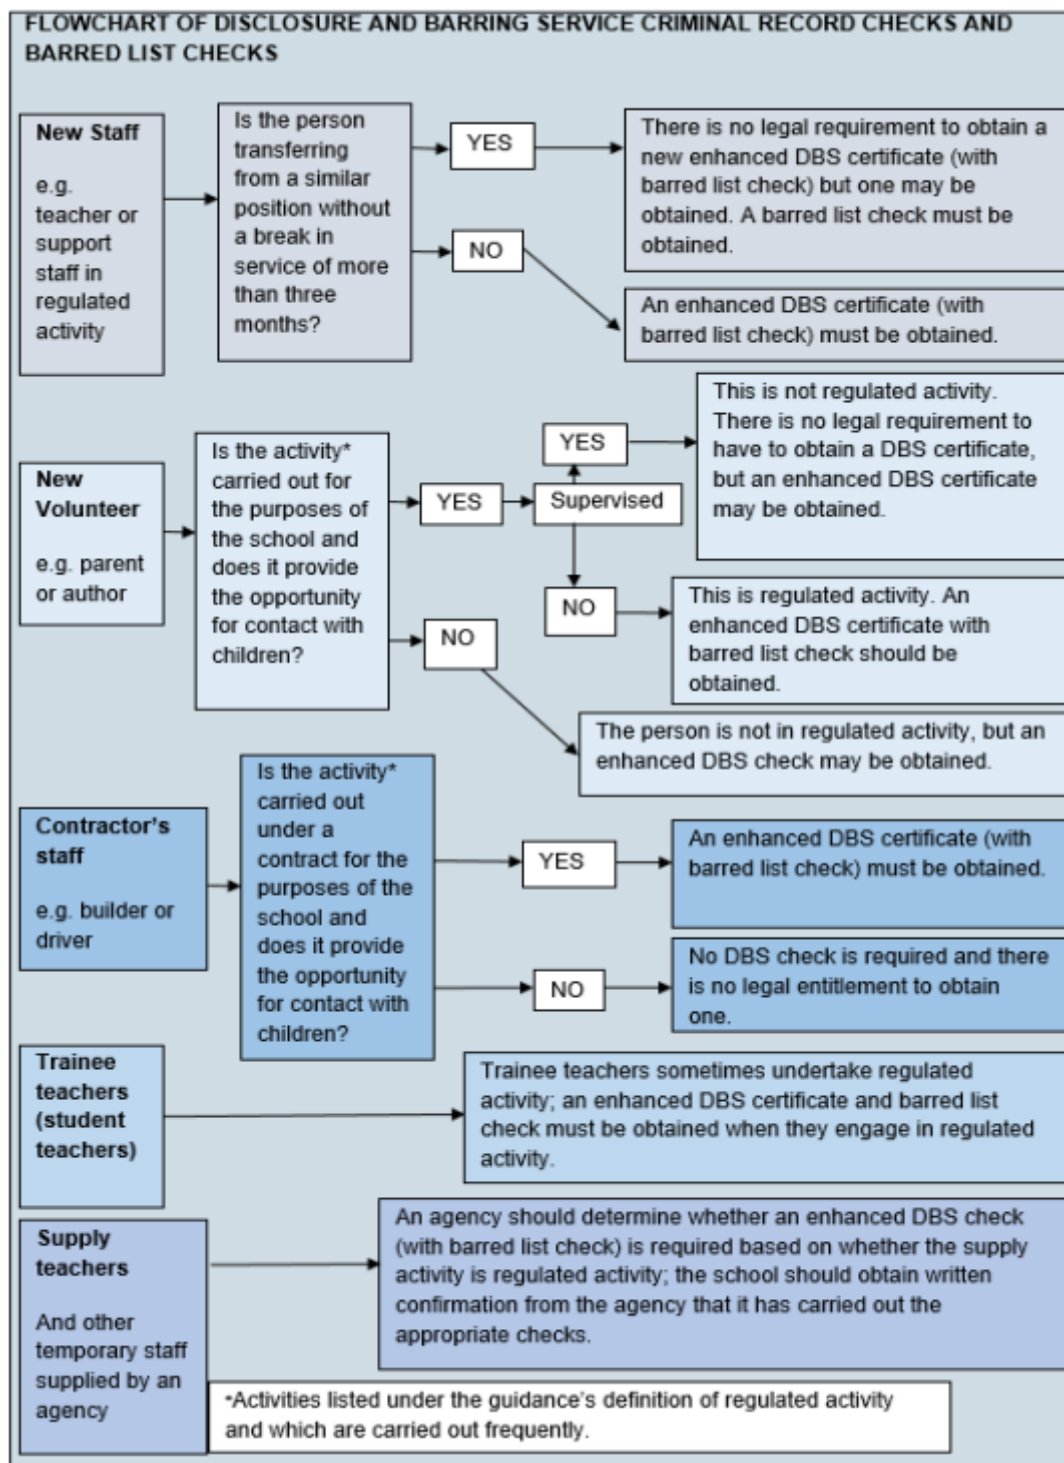 FLOWCHART OF DISCLOSURE AND BARRING SERVICE CRIMINAL RECORD CHECKS AND
BARRED LIST CHECKS
New Staff
e.g.
teacher or
support
staff in
regulated
activity
Is the person
transferring
from a similar
position without
a break in
service of more
than three
months?
YES
There is no legal requirement to obtain a
new enhanced DBS certificate (with
barred list check) but one may be
obtained. A barred list check must be
obtained.
NO
An enhanced DBS certificate (with
barred list check) must be obtained.
New
Volunteer
e.g. parent
or author
Is the activity*
carried out for
the purposes of
the school and
does it provide
the opportunity
for contact with
children?
YES
Supervised
YES
This is not regulated activity.
There is no legal requirement to
have to obtain a DBS certificate,
but an enhanced DBS certificate
may be obtained.
NO
This is regulated activity. An
enhanced DBS certificate with
barred list check should be
obtained.
NO
The person is not in regulated activity, but an
enhanced DBS check may be obtained.
Contractor's
staff
e.g. builder or
driver
Is the activity*
carried out
under a
contract for the
purposes of the
school and
does it provide
the opportunity
for contact with
children?
YES
An enhanced DBS certificate (with
barred list check) must be obtained.
NO
No DBS check is required and there
is no legal entitlement to obtain
one.
Trainee
teachers
(student
teachers)
Trainee teachers sometimes undertake regulated
activity; an enhanced DBS certificate and barred list
check must be obtained when they engage in regulated
activity.
Supply
teachers
And other
temporary staff
supplied by an
agency
An agency should determine whether an enhanced DBS check
(with barred list check) is required based on whether the supply
activity is regulated activity; the school should obtain written
confirmation from the agency that it has carried out the
appropriate checks.
*Activities listed under the guidance's definition of regulated activity
and which are carried out frequently.